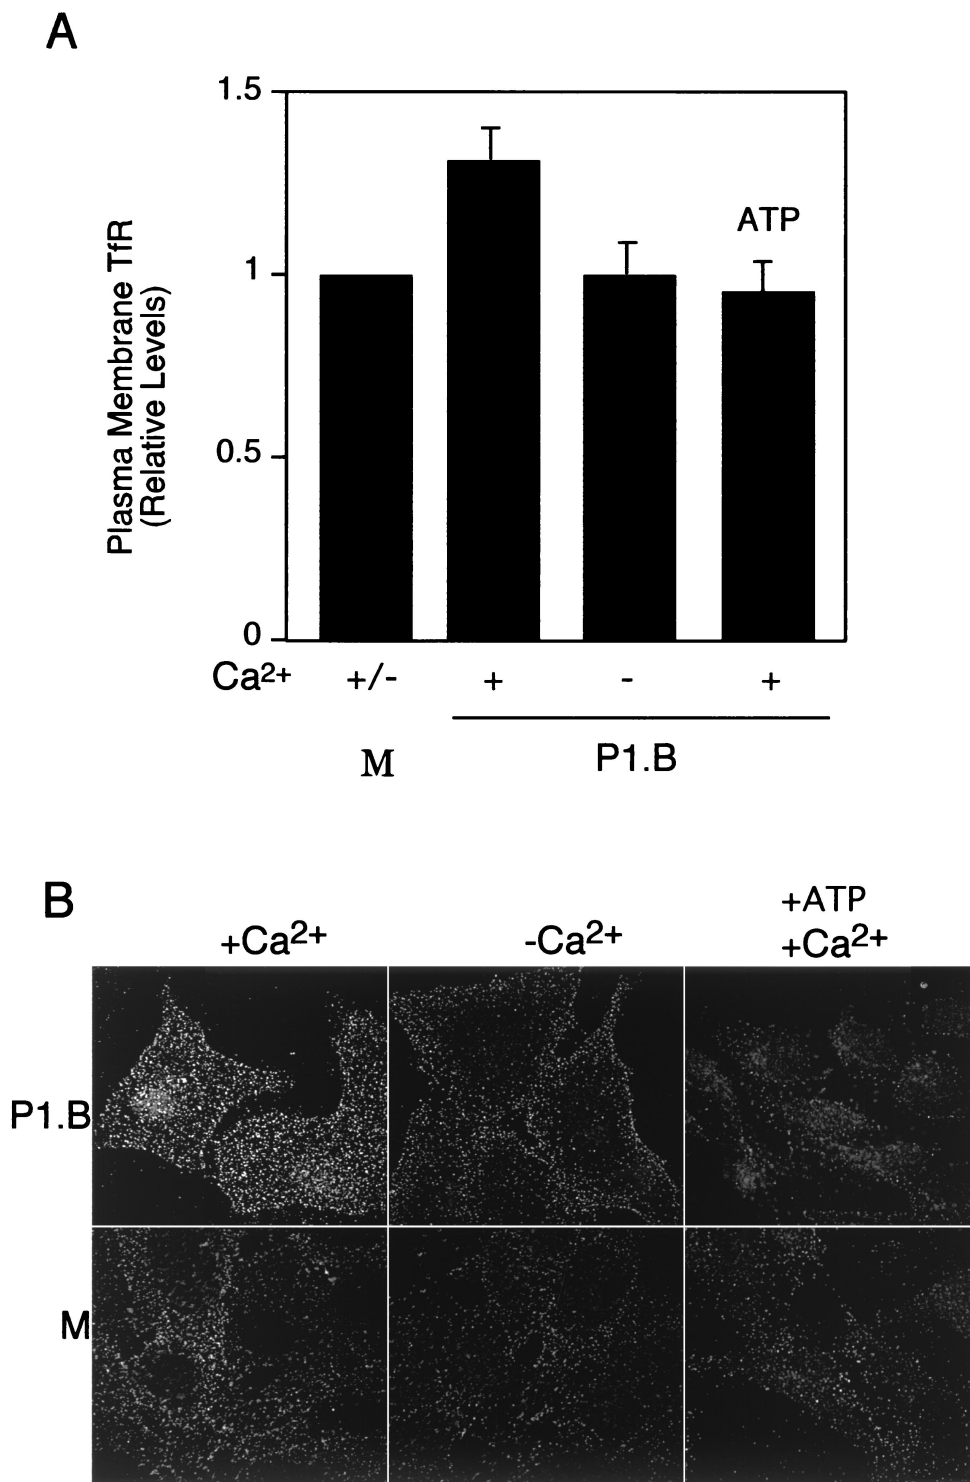 A
1.5
1
0.5
0
Plasma Membrane TfR
(Relative Levels)
ATP
Ca2+ +/- + - +
M P1.B
B
+Ca2+ -Ca2+ +ATP
+Ca2+
P1.B
M